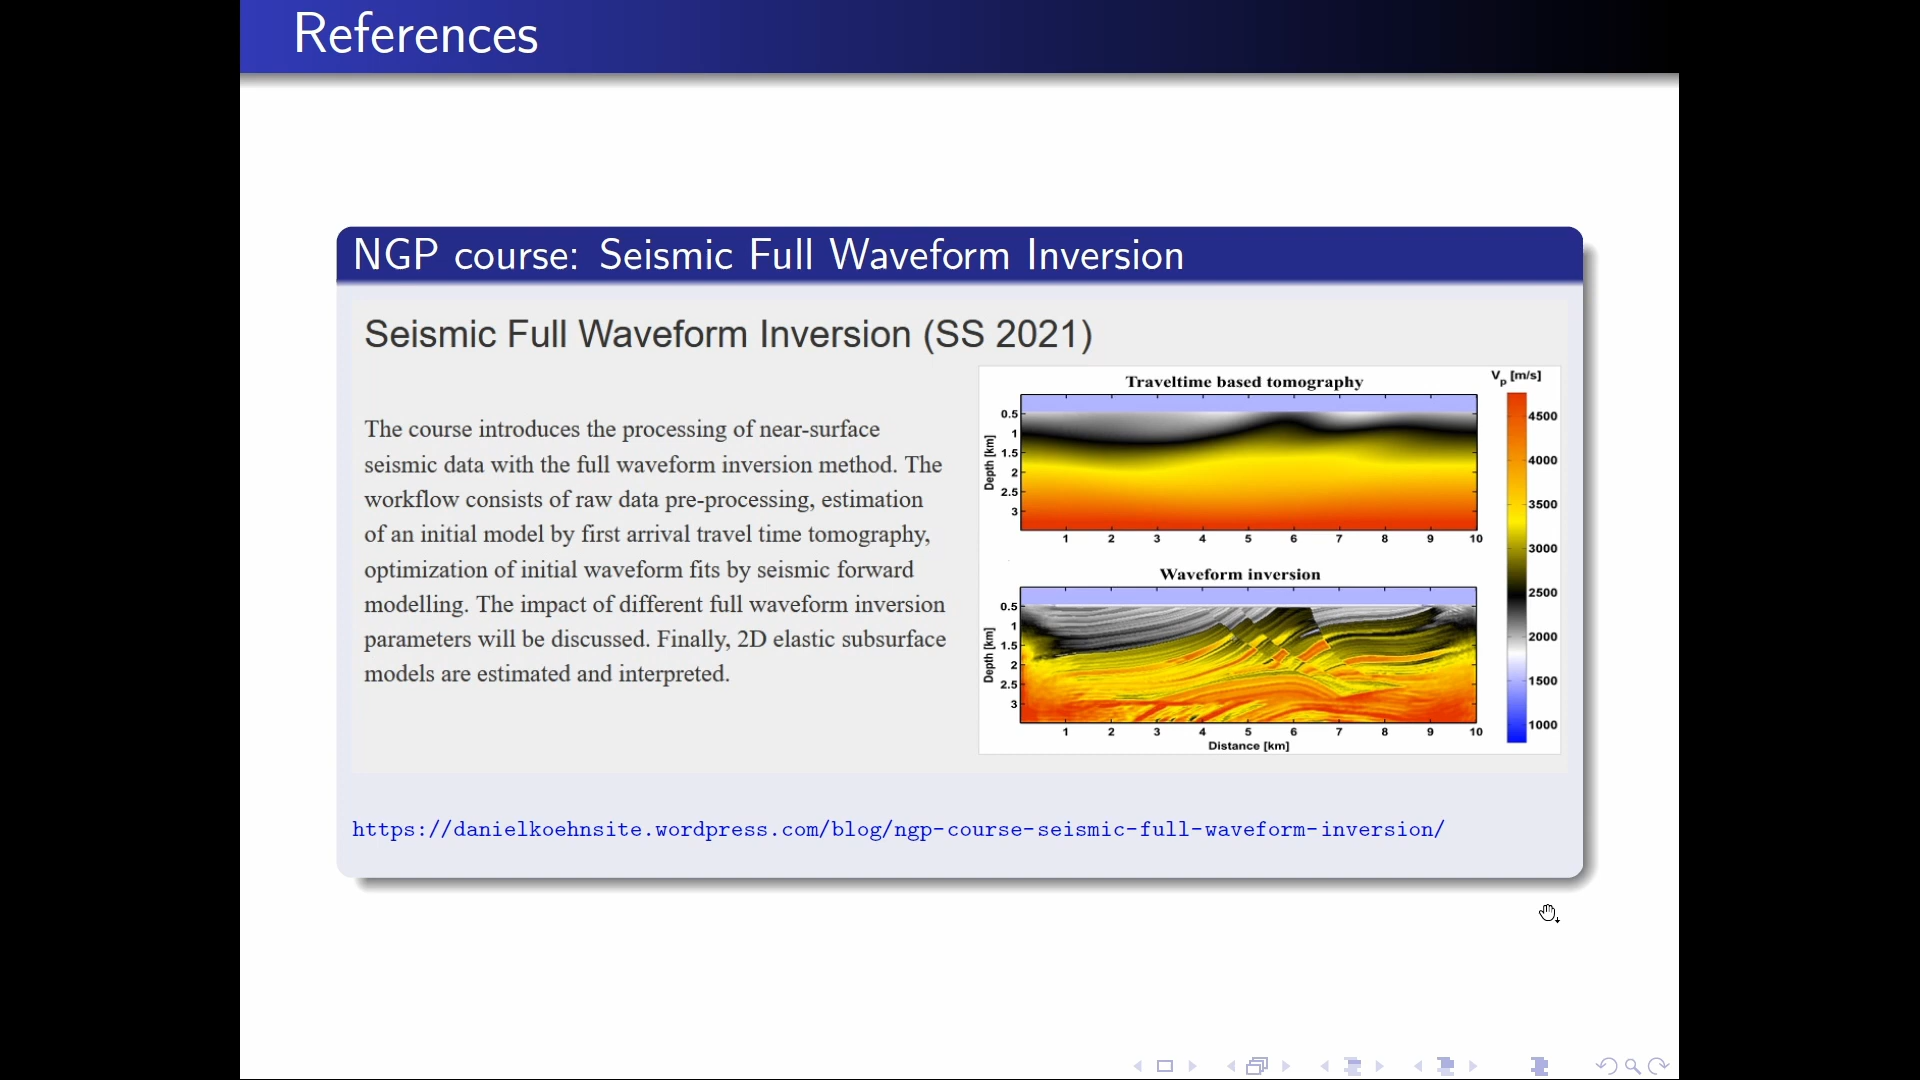 References
NGP course: Seismic Full Waveform Inversion
Seismic Full Waveform Inversion (SS 2021)
The course introduces the processing of near-surface
seismic data with the full waveform inversion method. The
workflow consists of raw data pre-processing, estimation
of an initial model by first arrival travel time tomography,
optimization of initial waveform fits by seismic forward
modelling. The impact of different full waveform inversion
parameters will be discussed. Finally, 2D elastic subsurface
models are estimated and interpreted.
Traveltime based tomography
Depth [km]
0.5
1
1.5
2
2.5
3
1 2 3 4 5 6 7 8 9 10
Waveform inversion
Depth [km]
0.5
1
1.5
2
2.5
3
1 2 3 4 5 6 7 8 9 10
Distance [km]
Vp [m/s]
4500
4000
3500
3000
2500
2000
1500
1000
https://danielkoehnsite.wordpress.com/blog/ngp-course-seismic-full-waveform-inversion/